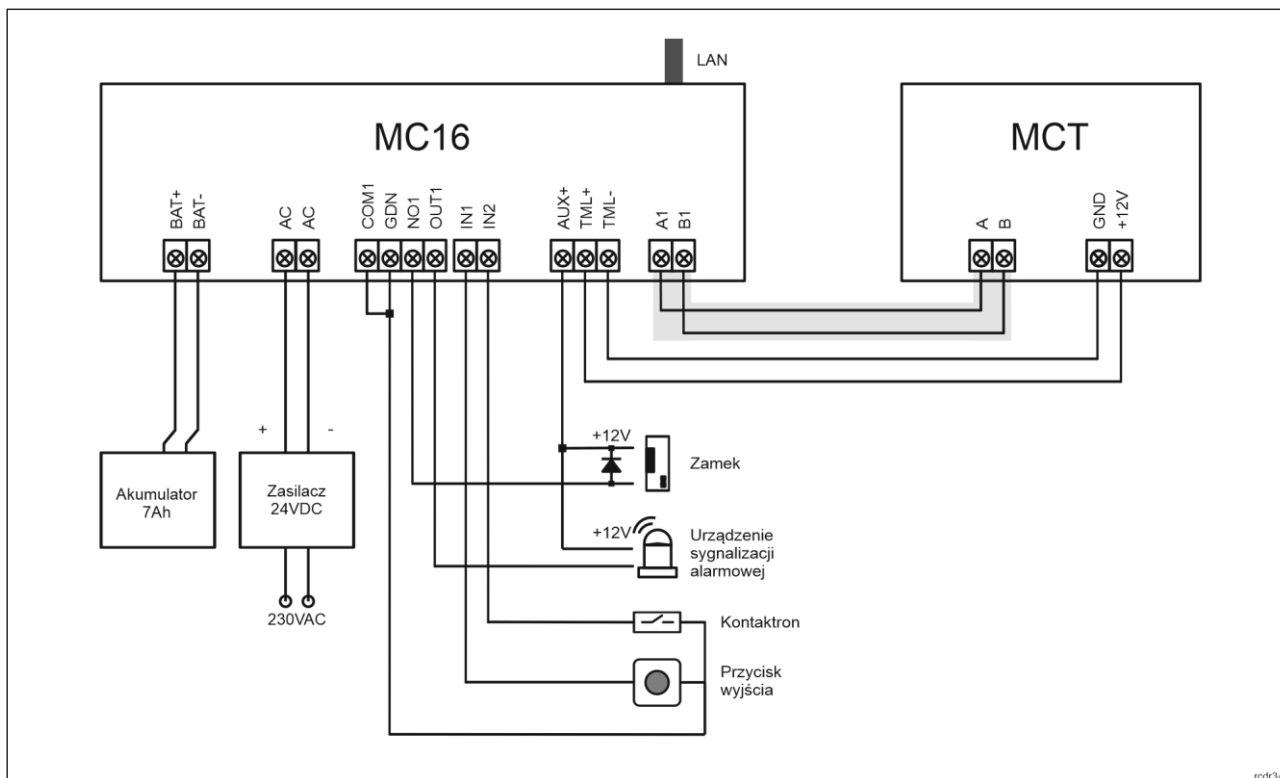 LAN
MC16
MCT
BAT+
BAT-
AC
AC
COM1
GDN
NO1
OUT1
IN1
IN2
AUX+
TML+
TML-
A1
B1
A
B
GND
+12V
+
-
Akumulator
7Ah
Zasilacz
24VDC
230VAC
+12V
Zamek
+12V
Urządzenie
sygnalizacji
alarmowej
Kontaktron
Przycisk
wyjścia